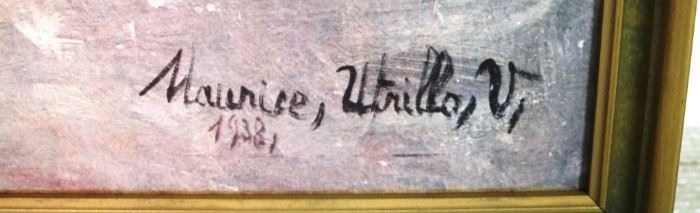 Maurice, Utrillo, V,
1938,